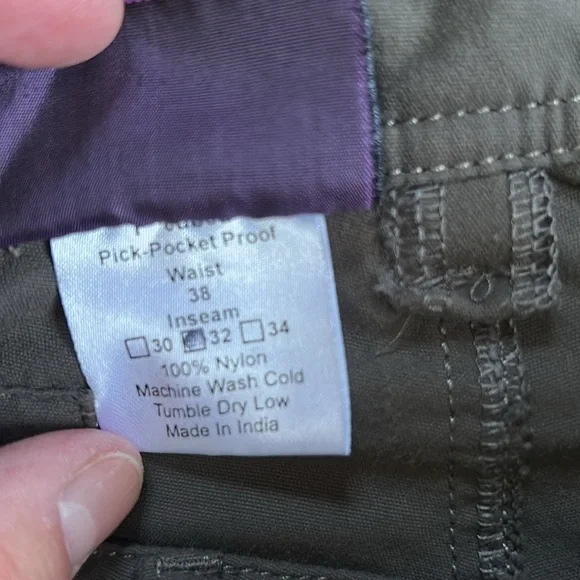 Pick-Pocket Proof
Waist
38
Inseam
30 32 34
100% Nylon
Machine Wash Cold
Tumble Dry Low
Made In India